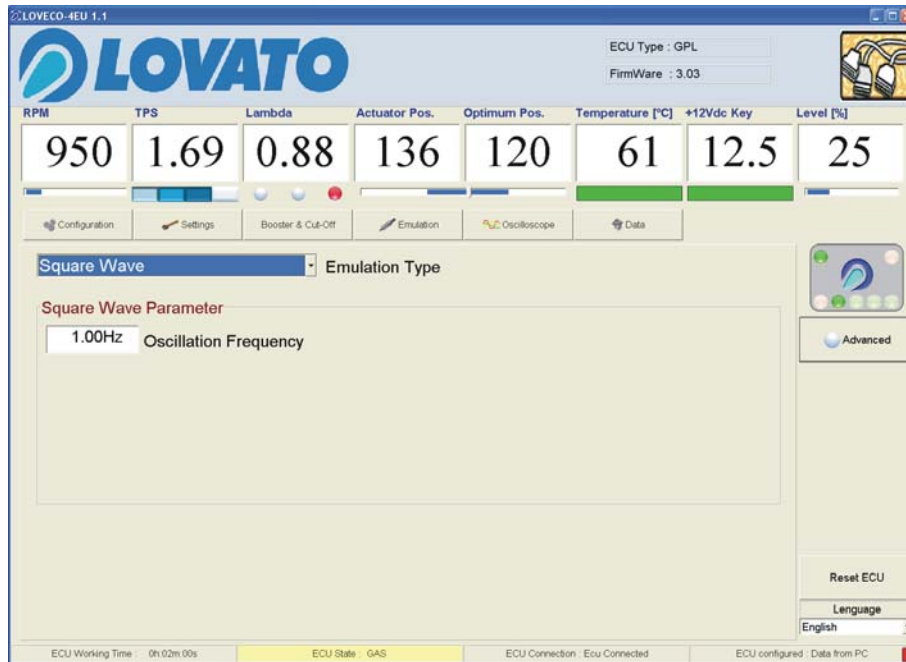 LOVECO-4EU 1.1
LOVATO
ECU Type : GPL
FirmWare : 3.03
RPM TPS Lambda Actuator Pos. Optimum Pos. Temperature [ºC] +12Vdc Key Level [%]
950 1.69 0.88 136 120 61 12.5 25
Configuration Settings Booster & Cut-Off Emulation Oscilloscope Data
Square Wave Emulation Type
Square Wave Parameter
1.00Hz Oscillation Frequency
Advanced
Reset ECU
Lenguage
English
ECU Working Time : 0h:02m:00s ECU State : GAS ECU Connection : Ecu Connected ECU configured : Data from PC